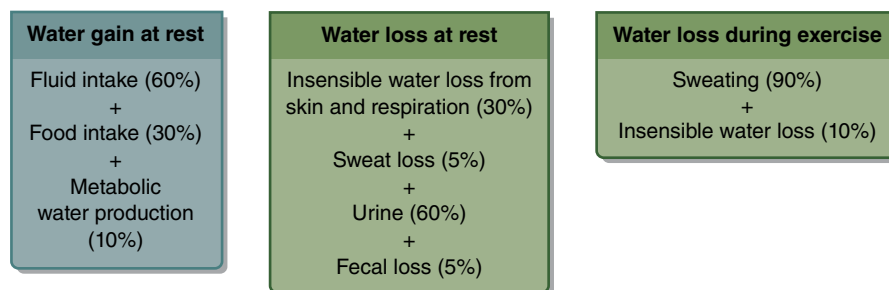 Water gain at rest
Fluid intake (60%)
+
Food intake (30%)
+
Metabolic
water production
(10%)
Water loss at rest
Insensible water loss from
skin and respiration (30%)
+
Sweat loss (5%)
+
Urine (60%)
+
Fecal loss (5%)
Water loss during exercise
Sweating (90%)
+
Insensible water loss (10%)